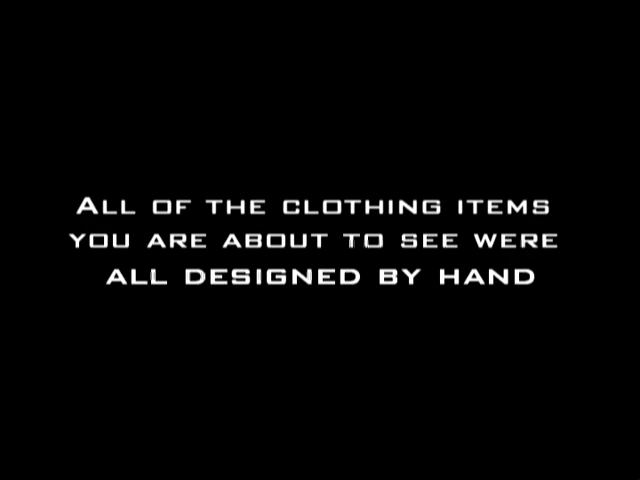 ALL OF THE CLOTHING ITEMS
YOU ARE ABOUT TO SEE WERE
ALL DESIGNED BY HAND